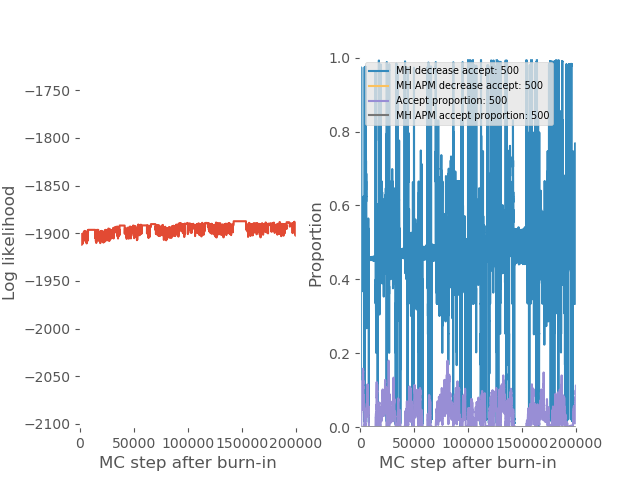 Log likelihood
−1750
−1800
−1850
−1900
−1950
−2000
−2050
−2100
0 50000 100000 150000 200000
MC step after burn-in
Proportion
1.0
0.8
0.6
0.4
0.2
0.0
MH decrease accept: 500
MH APM decrease accept: 500
Accept proportion: 500
MH APM accept proportion: 500
0 50000 100000 150000 200000
MC step after burn-in